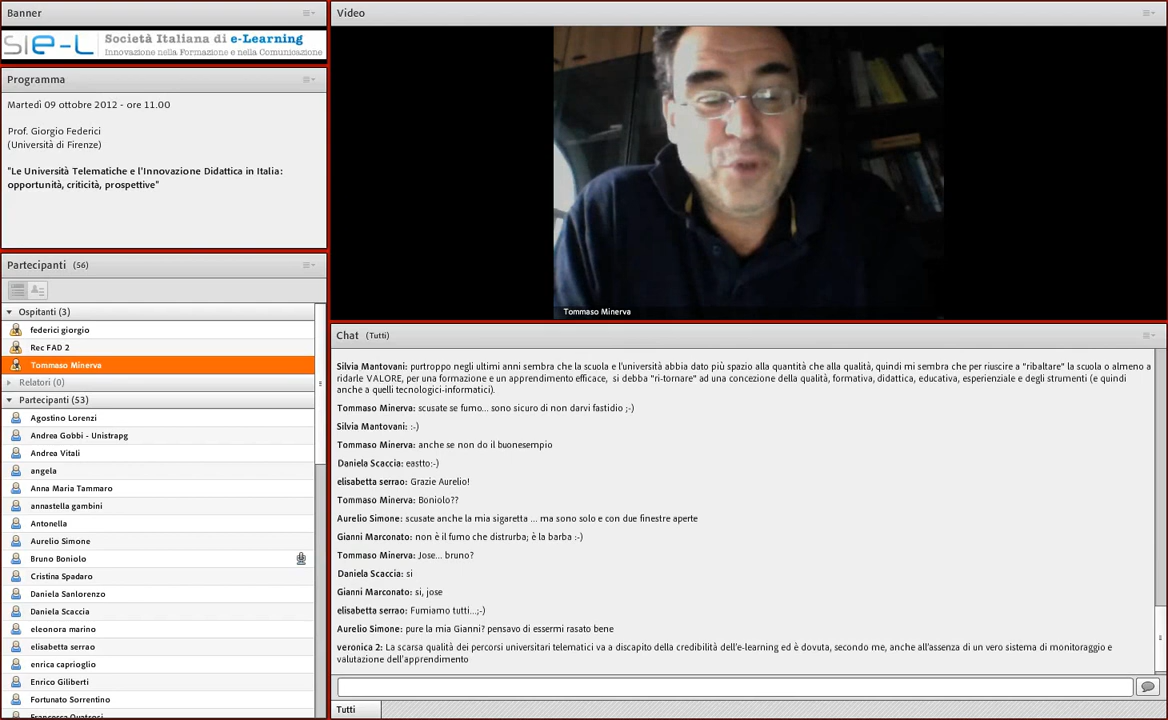 Banner
SIe-L Società Italiana di e-Learning
Innovazione nella Formazione e nella Comunicazione
Programma
Martedì 09 ottobre 2012 - ore 11.00
Prof. Giorgio Federici
(Università di Firenze)
"Le Università Telematiche e l'Innovazione Didattica in Italia:
opportunità, criticità, prospettive"
Partecipanti (56)
Ospitanti (3)
federici giorgio
Rec FAD 2
Tommaso Minerva
Relatori (0)
Partecipanti (53)
Agostino Lorenzi
Andrea Gobbi - Unistrapg
Andrea Vitali
angela
Anna Maria Tammaro
annastella gambini
Antonella
Aurelio Simone
Bruno Boniolo
Cristina Spadaro
Daniela Sanlorenzo
Daniela Scaccia
eleonora marino
elisabetta serrao
enrica caprioglio
Enrico Giliberti
Fortunato Sorrentino
Francesca Quatrosi
Video
Tommaso Minerva
Chat (Tutti)
Silvia Mantovani: purtroppo negli ultimi anni sembra che la scuola e l'università abbia dato più spazio alla quantità che alla qualità, quindi mi sembra che per riuscire a "ribaltare" la scuola o almeno a
ridarle VALORE, per una formazione e un apprendimento efficace, si debba "ri-tornare" ad una concezione della qualità, formativa, didattica, educativa, esperienziale e degli strumenti (e quindi
anche a quelli tecnologici-informatici).
Tommaso Minerva: scusate se fumo... sono sicuro di non darvi fastidio ;-)
Silvia Mantovani: :-)
Tommaso Minerva: anche se non do il buonesempio
Daniela Scaccia: eastto:-)
elisabetta serrao: Grazie Aurelio!
Tommaso Minerva: Boniolo??
Aurelio Simone: scusate anche la mia sigaretta ... ma sono solo e con due finestre aperte
Gianni Marconato: non è il fumo che distrurba; è la barba :-)
Tommaso Minerva: Jose... bruno?
Daniela Scaccia: si
Gianni Marconato: si, jose
elisabetta serrao: Fumiamo tutti...;-)
Aurelio Simone: pure la mia Gianni? pensavo di essermi rasato bene
veronica 2: La scarsa qualità dei percorsi universitari telematici va a discapito della credibilità dell'e-learning ed è dovuta, secondo me, anche all'assenza di un vero sistema di monitoraggio e
valutazione dell'apprendimento
Tutti